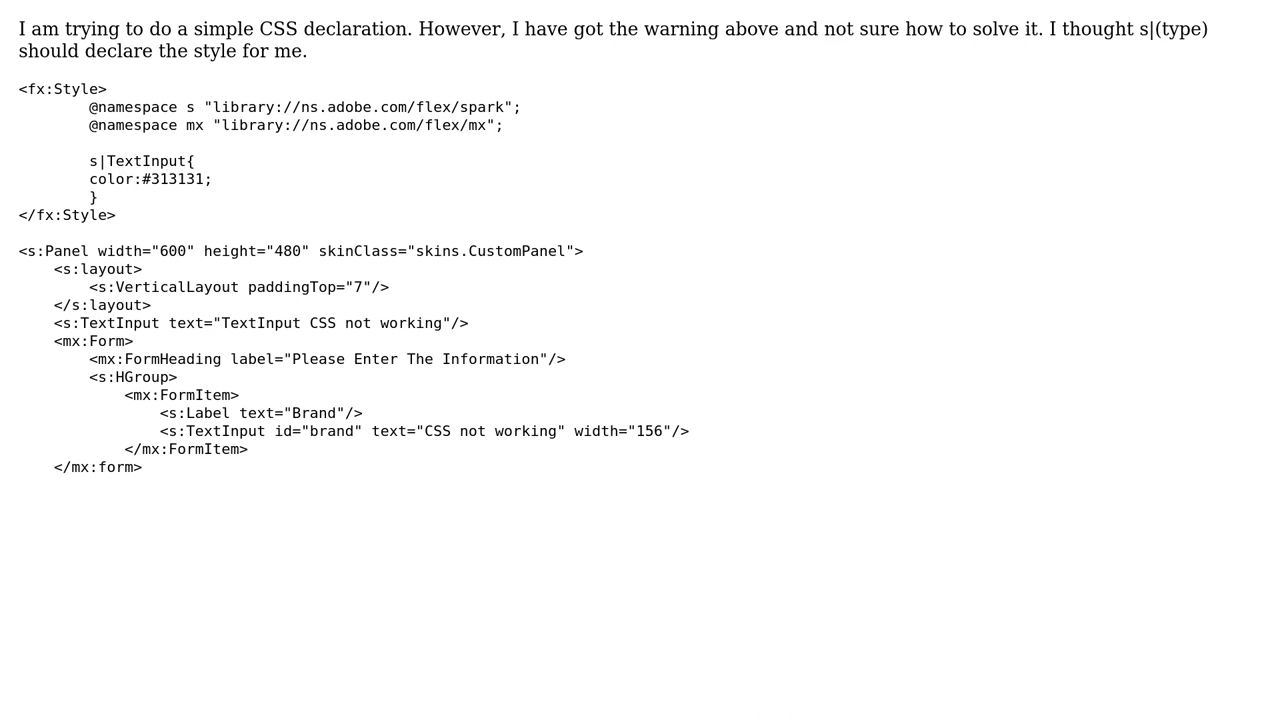 I am trying to do a simple CSS declaration. However, I have got the warning above and not sure how to solve it. I thought s|(type)
should declare the style for me.
<fx:Style>
        @namespace s "library://ns.adobe.com/flex/spark";
        @namespace mx "library://ns.adobe.com/flex/mx";

        s|TextInput{
        color:#313131;
        }
</fx:Style>

<s:Panel width="600" height="480" skinClass="skins.CustomPanel">
    <s:layout>
        <s:VerticalLayout paddingTop="7"/>
    </s:layout>
    <s:TextInput text="TextInput CSS not working"/>
    <mx:Form>
        <mx:FormHeading label="Please Enter The Information"/>
        <s:HGroup>
            <mx:FormItem>
                <s:Label text="Brand"/>
                <s:TextInput id="brand" text="CSS not working" width="156"/>
            </mx:FormItem>
    </mx:form>